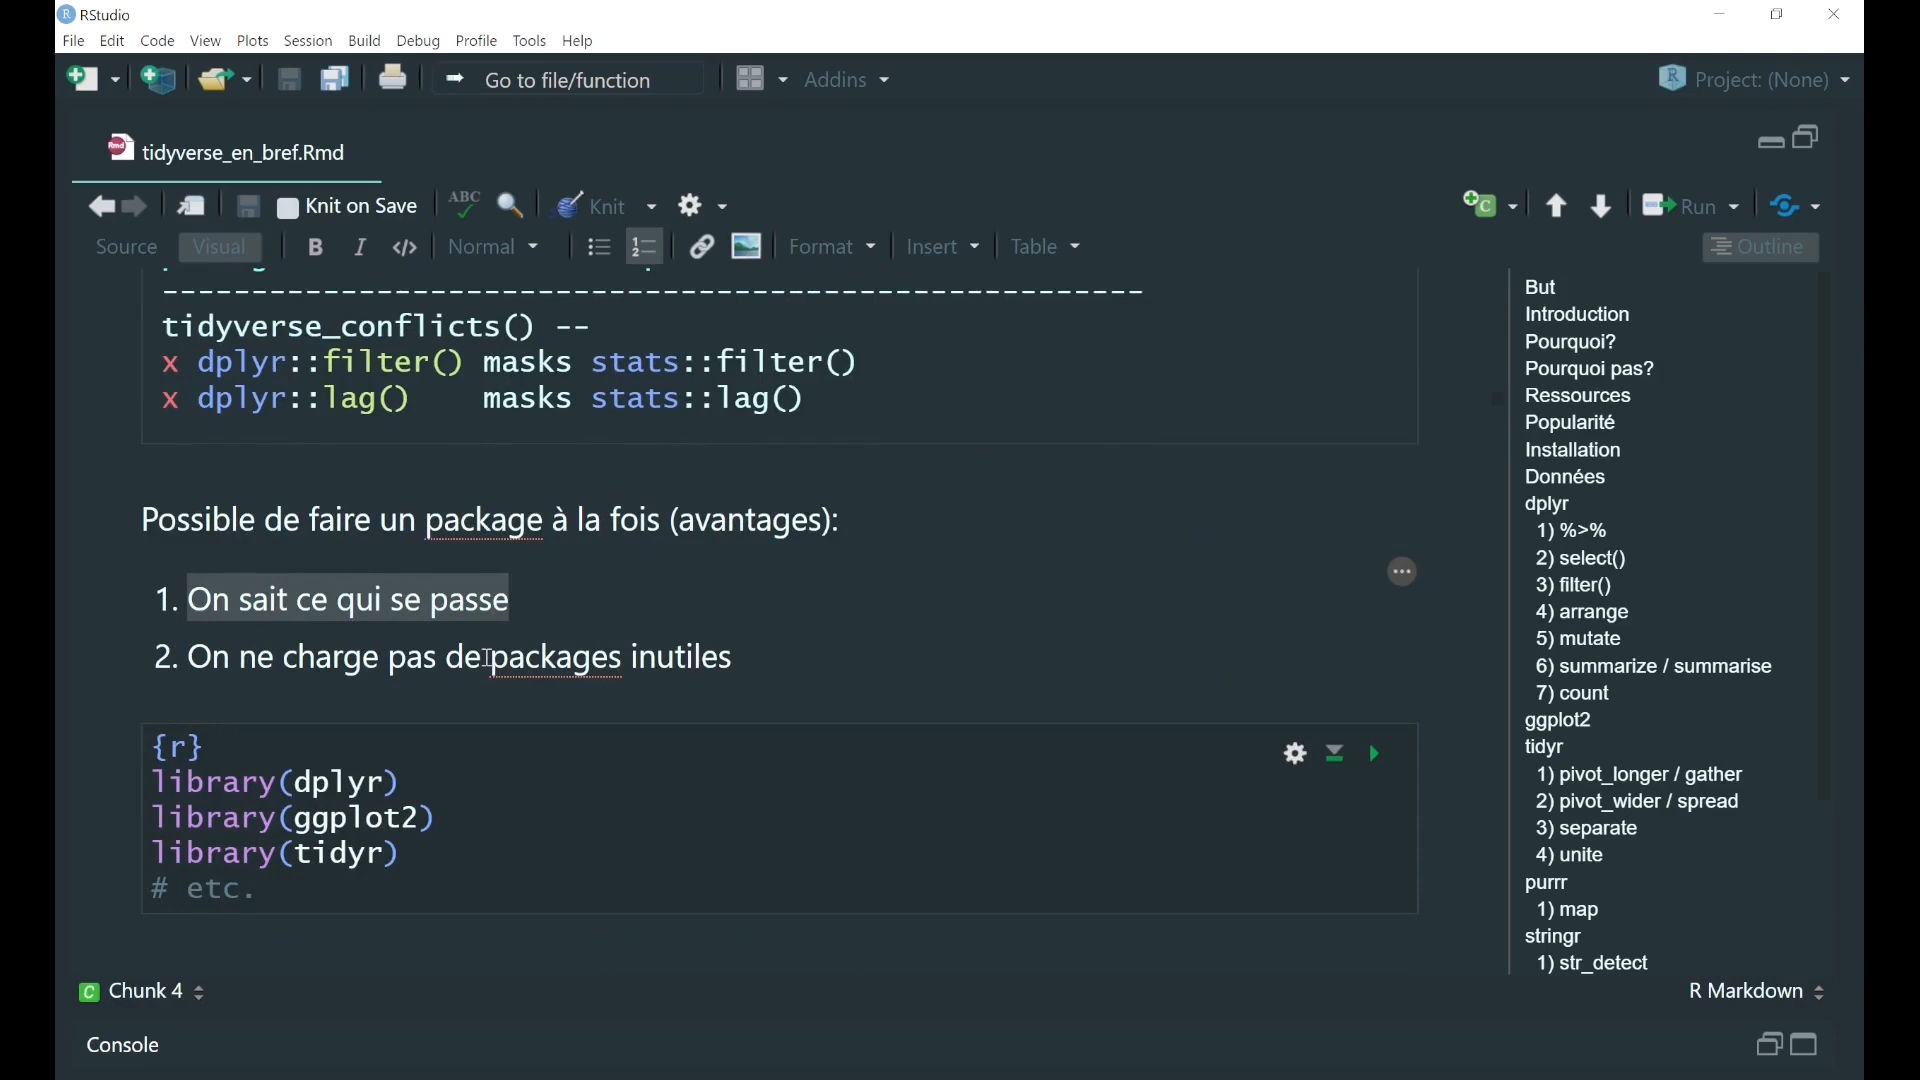 RStudio
File Edit Code View Plots Session Build Debug Profile Tools Help
Go to file/function Addins Project: (None)
tidyverse_en_bref.Rmd
Knit on Save ABC Knit Run
Source Visual B I </> Normal Format Insert Table Outline
------------------------------------------------------
tidyverse_conflicts() --
x dplyr::filter() masks stats::filter()
x dplyr::lag() masks stats::lag()
Possible de faire un package à la fois (avantages):
1. On sait ce qui se passe
2. On ne charge pas de packages inutiles
{r}
library(dplyr)
library(ggplot2)
library(tidyr)
# etc.
But
Introduction
Pourquoi?
Pourquoi pas?
Ressources
Popularité
Installation
Données
dplyr
1) %>%
2) select()
3) filter()
4) arrange
5) mutate
6) summarize / summarise
7) count
ggplot2
tidyr
1) pivot_longer / gather
2) pivot_wider / spread
3) separate
4) unite
purrr
1) map
stringr
1) str_detect
C Chunk 4 R Markdown
Console